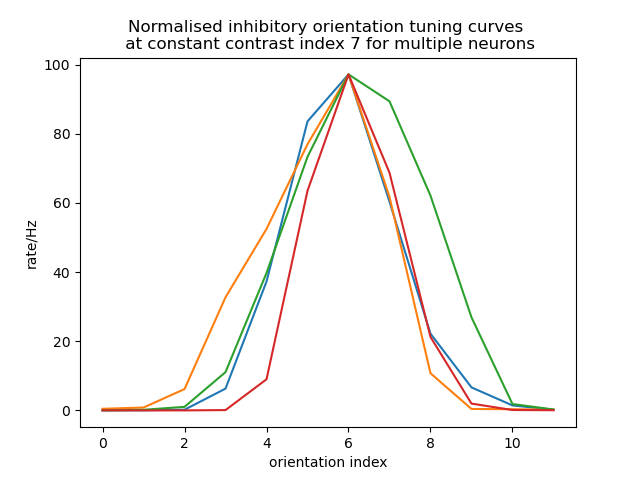 Normalised inhibitory orientation tuning curves
at constant contrast index 7 for multiple neurons
100
80
60
40
20
0
rate/Hz
0 2 4 6 8 10
orientation index